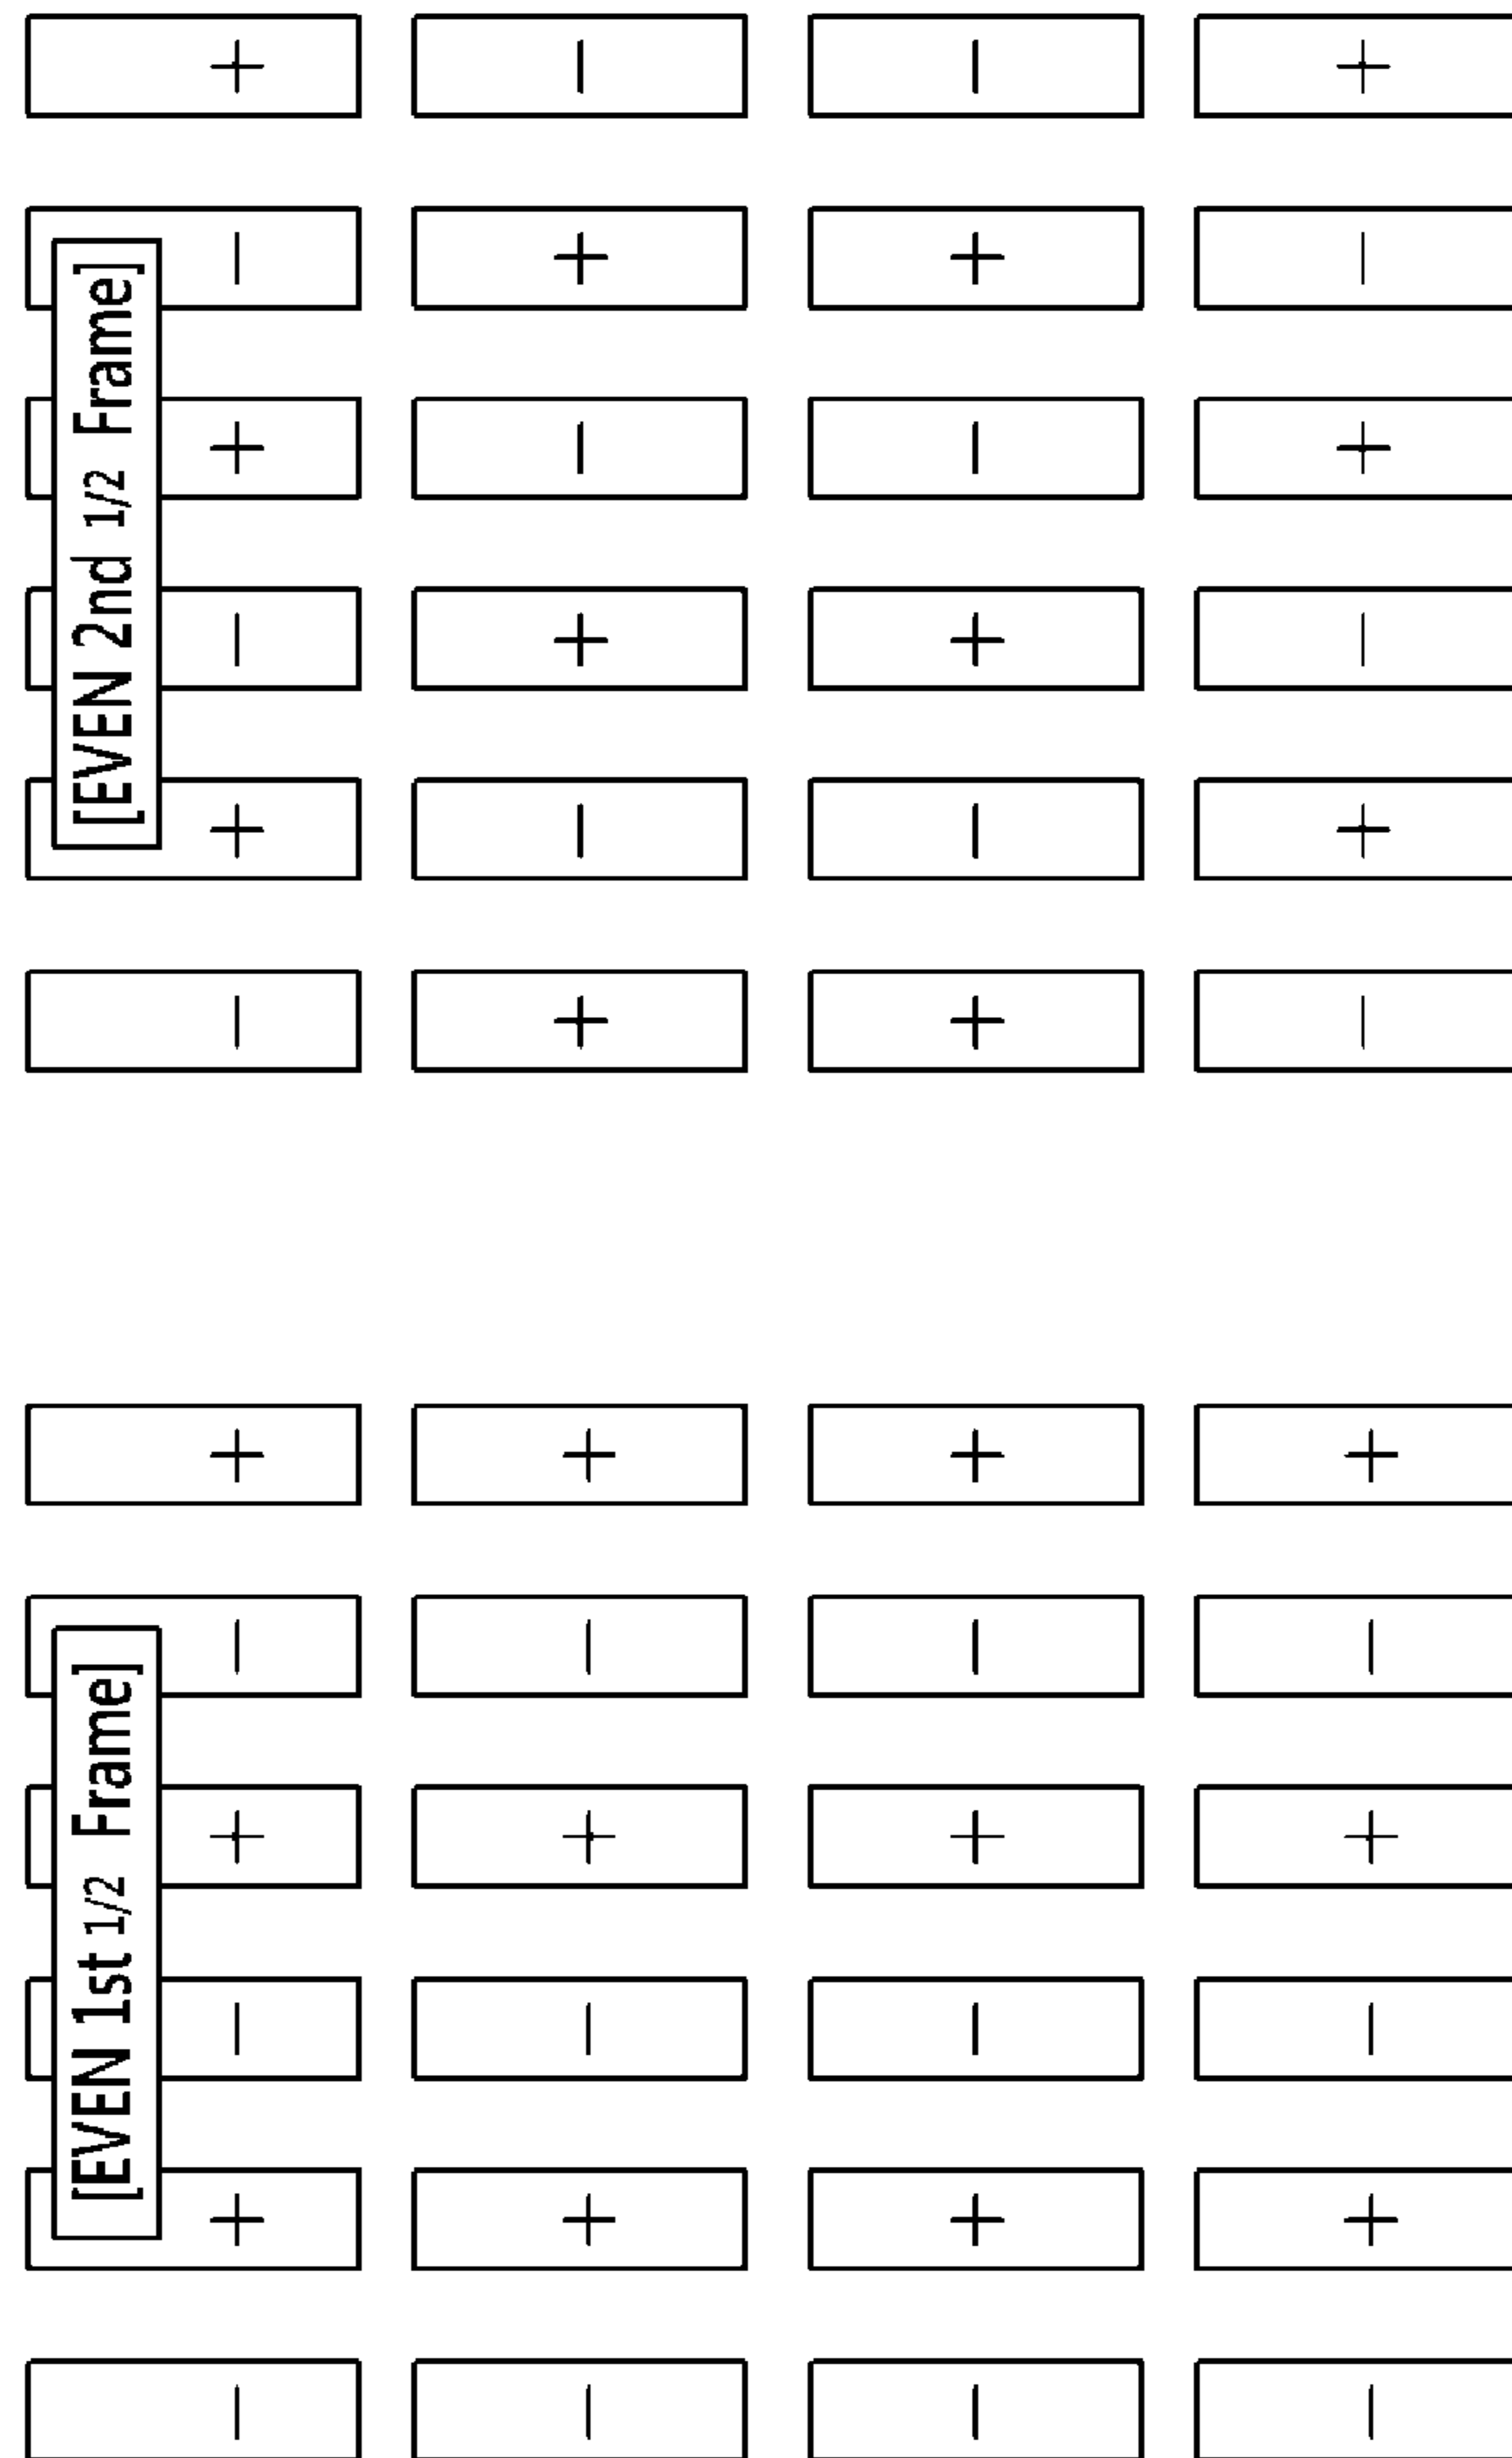 [EVEN 1st 1/2 Frame]
[EVEN 2nd 1/2 Frame]
− + − + − + − + − + − +
− + − + − + + − + − + −
− + − + − + + − + − + −
− + − + − + − + − + − +